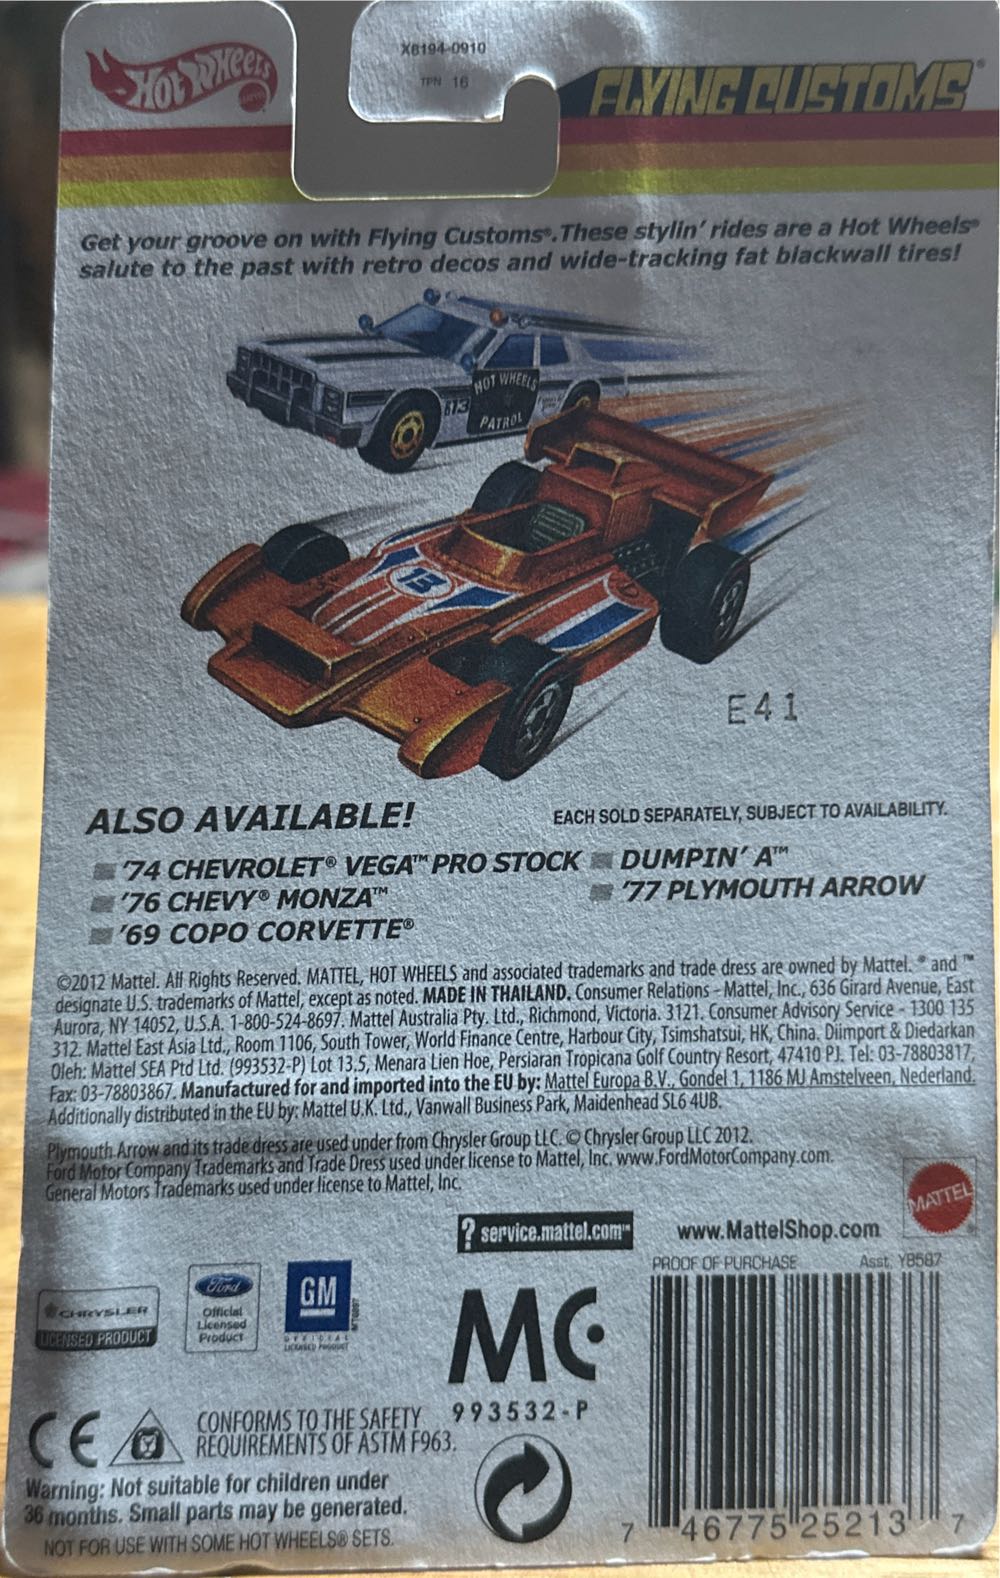 Hot Wheels
MATTEL
X8194-0910
TPN 16
FLYING CUSTOMS®
Get your groove on with Flying Customs®. These stylin' rides are a Hot Wheels®
salute to the past with retro decos and wide-tracking fat blackwall tires!
HOT WHEELS
613
PATROL
13
E41
ALSO AVAILABLE!
EACH SOLD SEPARATELY, SUBJECT TO AVAILABILITY.
'74 CHEVROLET® VEGA™ PRO STOCK
DUMPIN' A™
'76 CHEVY® MONZA™
'77 PLYMOUTH ARROW
'69 COPO CORVETTE®
©2012 Mattel. All Rights Reserved. MATTEL, HOT WHEELS and associated trademarks and trade dress are owned by Mattel. ® and ™
designate U.S. trademarks of Mattel, except as noted. MADE IN THAILAND. Consumer Relations - Mattel, Inc., 636 Girard Avenue, East
Aurora, NY 14052, U.S.A. 1-800-524-8697. Mattel Australia Pty. Ltd., Richmond, Victoria. 3121. Consumer Advisory Service - 1300 135
312. Mattel East Asia Ltd., Room 1106, South Tower, World Finance Centre, Harbour City, Tsimshatsui, HK, China. Diimport & Diedarkan
Oleh: Mattel SEA Ptd Ltd. (993532-P) Lot 13.5, Menara Lien Hoe, Persiaran Tropicana Golf Country Resort, 47410 PJ. Tel: 03-78803817,
Fax: 03-78803867. Manufactured for and imported into the EU by: Mattel Europa B.V., Gondel 1, 1186 MJ Amstelveen, Nederland.
Additionally distributed in the EU by: Mattel U.K. Ltd., Vanwall Business Park, Maidenhead SL6 4UB.
Plymouth Arrow and its trade dress are used under from Chrysler Group LLC. © Chrysler Group LLC 2012.
Ford Motor Company Trademarks and Trade Dress used under license to Mattel, Inc. www.FordMotorCompany.com.
General Motors Trademarks used under license to Mattel, Inc.
MATTEL
? service.mattel.com™
www.MattelShop.com
PROOF OF PURCHASE
Asst. Y8587
CHRYSLER
LICENSED PRODUCT
Ford
Official
Licensed
Product
GM
OFFICIAL
LICENSED PRODUCT
MC
993532-P
CE
CONFORMS TO THE SAFETY
REQUIREMENTS OF ASTM F963.
Warning: Not suitable for children under
36 months. Small parts may be generated.
NOT FOR USE WITH SOME HOT WHEELS® SETS.
7 46775 25213 7